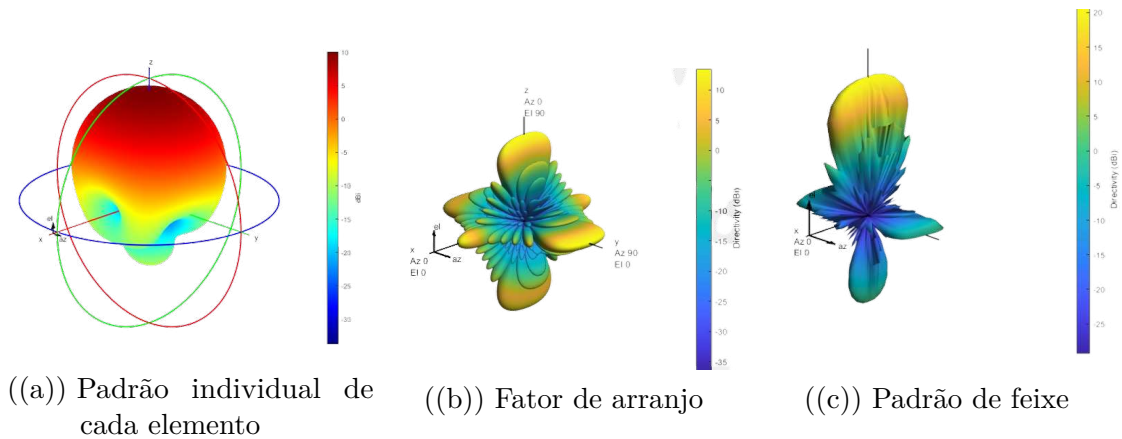 z
x
y
el
az
10
5
0
-5
-10
-15
-20
-25
-30
dBi
z
Az 0
El 90
x
Az 0
El 0
el
az
y
Az 90
El 0
10
5
0
-5
-10
-15
-20
-25
-30
-35
Directivity (dBi)
el
x
Az 0
El 0
az
20
15
10
5
0
-5
-10
-15
-20
-25
Directivity (dBi)
((a)) Padrão individual de
cada elemento
((b)) Fator de arranjo
((c)) Padrão de feixe